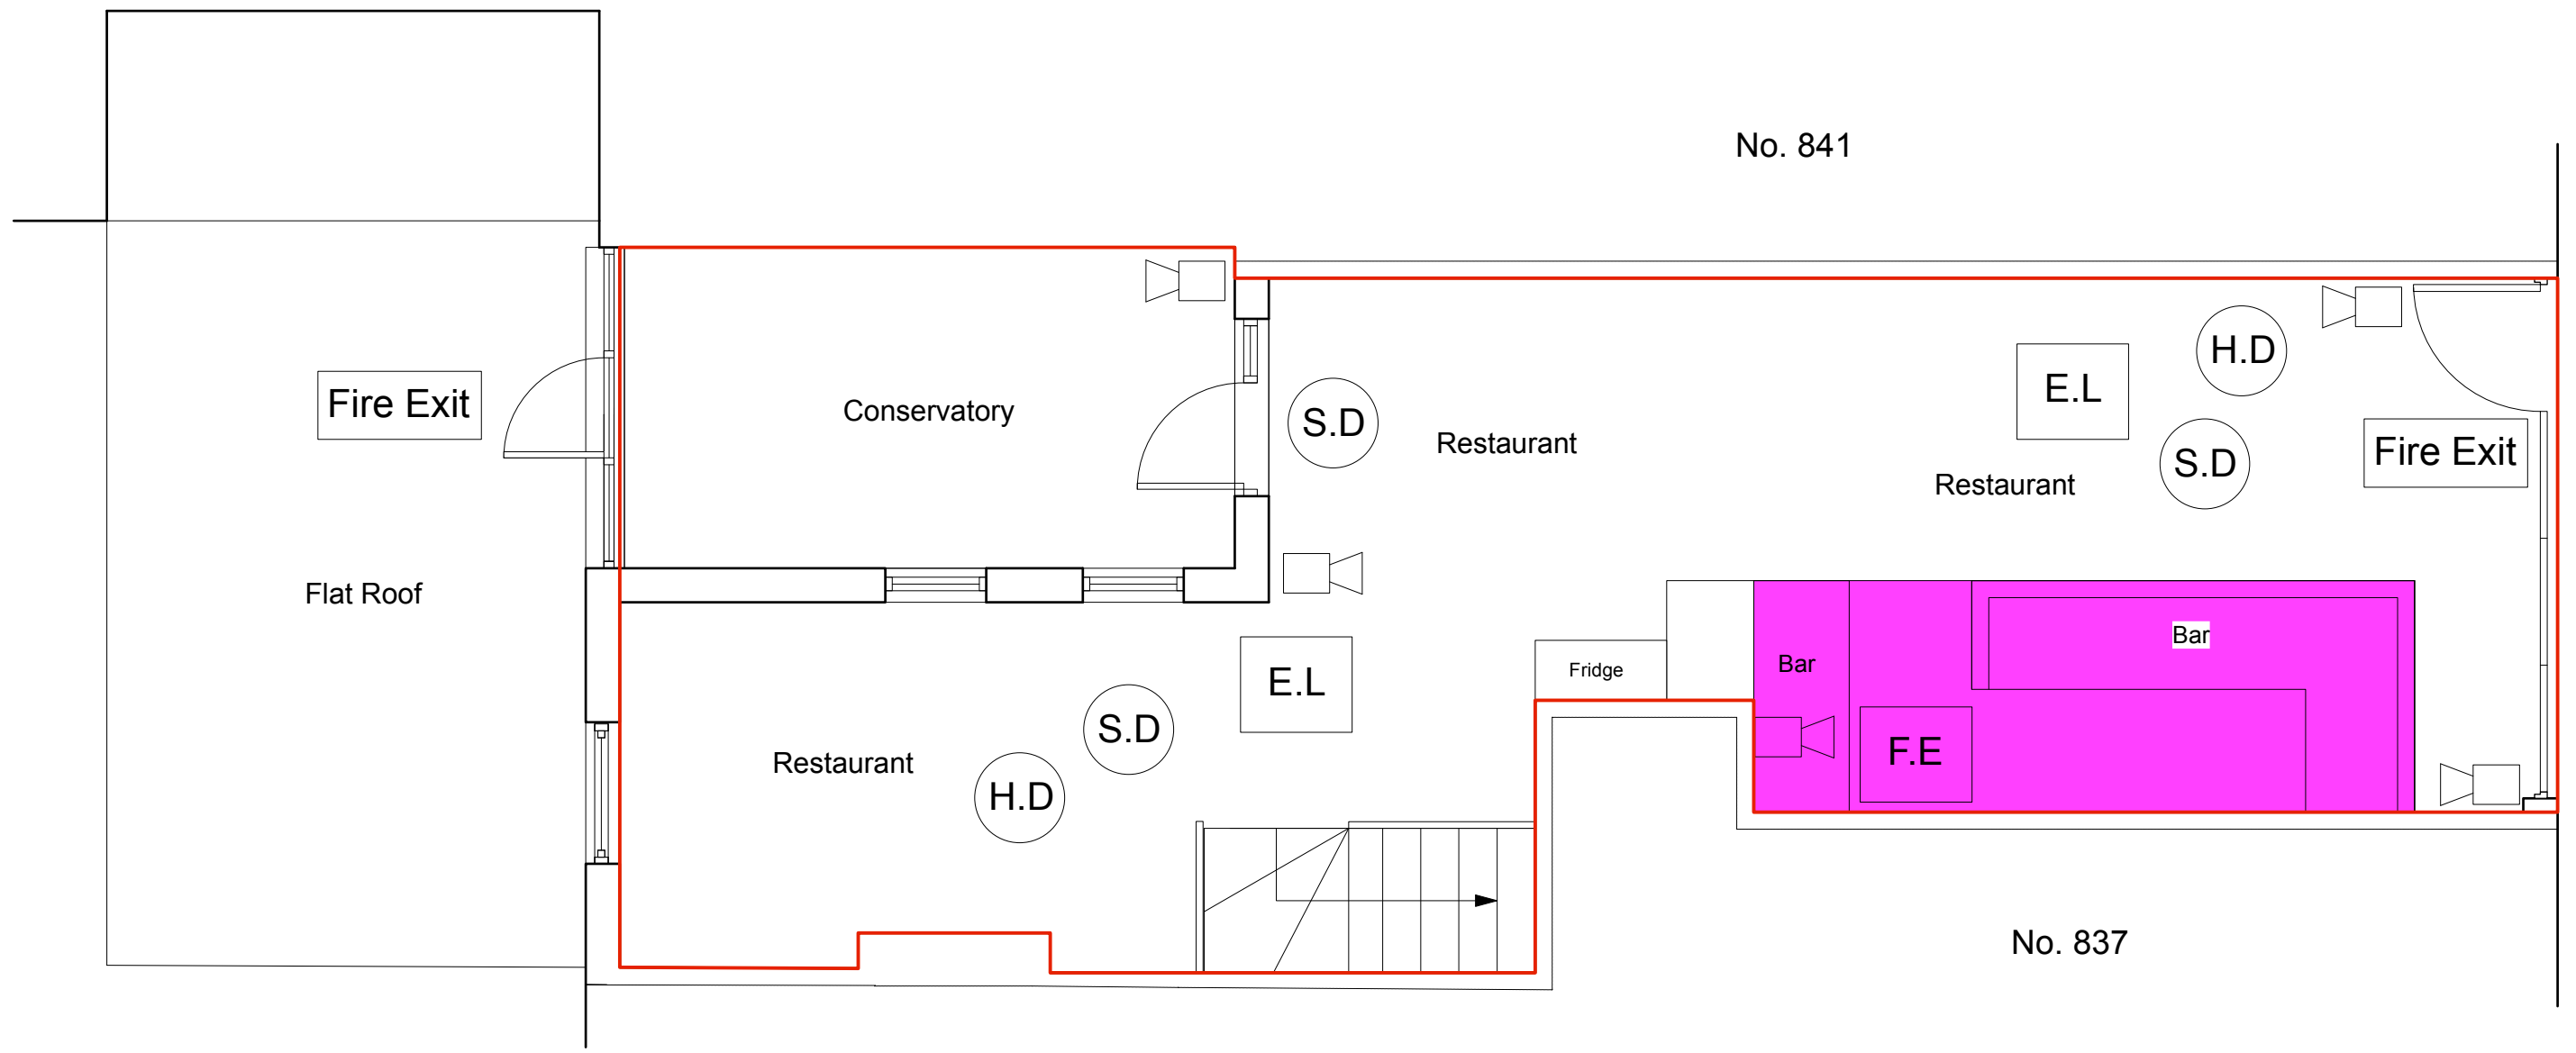 No. 841
H.D
E.L
Fire Exit
Conservatory
S.D
Restaurant
Fire Exit
S.D
Restaurant
Flat Roof
Bar
Bar
Fridge
E.L
S.D
F.E
Restaurant
H.D
No. 837